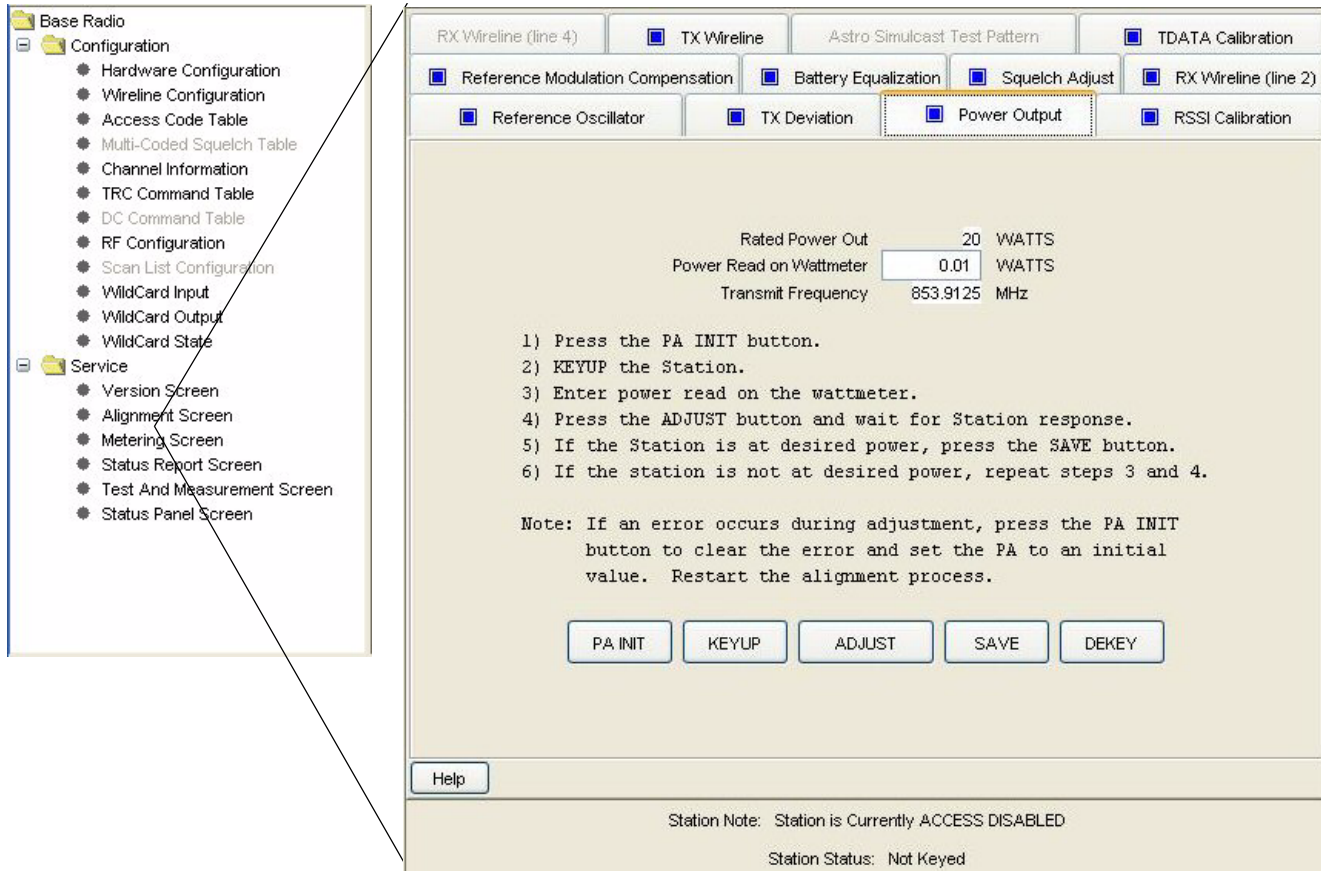 Base Radio
Configuration
Hardware Configuration
Wireline Configuration
Access Code Table
Multi-Coded Squelch Table
Channel Information
TRC Command Table
DC Command Table
RF Configuration
Scan List Configuration
WildCard Input
WildCard Output
WildCard State
Service
Version Screen
Alignment Screen
Metering Screen
Status Report Screen
Test And Measurement Screen
Status Panel Screen
RX Wireline (line 4) TX Wireline Astro Simulcast Test Pattern TDATA Calibration
Reference Modulation Compensation Battery Equalization Squelch Adjust RX Wireline (line 2)
Reference Oscillator TX Deviation Power Output RSSI Calibration
Rated Power Out 20 WATTS
Power Read on Wattmeter 0.01 WATTS
Transmit Frequency 853.9125 MHz
1) Press the PA INIT button.
2) KEYUP the Station.
3) Enter power read on the wattmeter.
4) Press the ADJUST button and wait for Station response.
5) If the Station is at desired power, press the SAVE button.
6) If the station is not at desired power, repeat steps 3 and 4.
Note: If an error occurs during adjustment, press the PA INIT
button to clear the error and set the PA to an initial
value. Restart the alignment process.
PA INIT KEYUP ADJUST SAVE DEKEY
Help
Station Note: Station is Currently ACCESS DISABLED
Station Status: Not Keyed